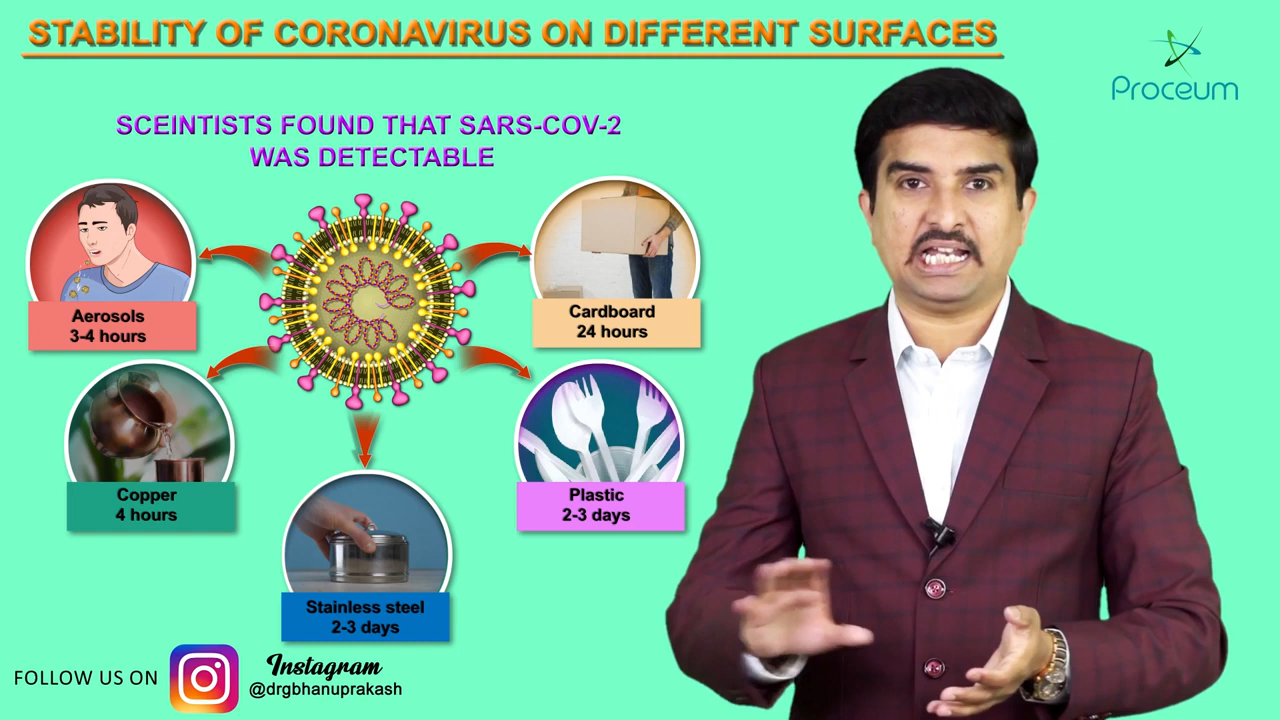 STABILITY OF CORONAVIRUS ON DIFFERENT SURFACES
Proceum
SCEINTISTS FOUND THAT SARS-COV-2
WAS DETECTABLE
Aerosols
3-4 hours
Cardboard
24 hours
Copper
4 hours
Plastic
2-3 days
Stainless steel
2-3 days
FOLLOW US ON
Instagram
@drgbhanuprakash